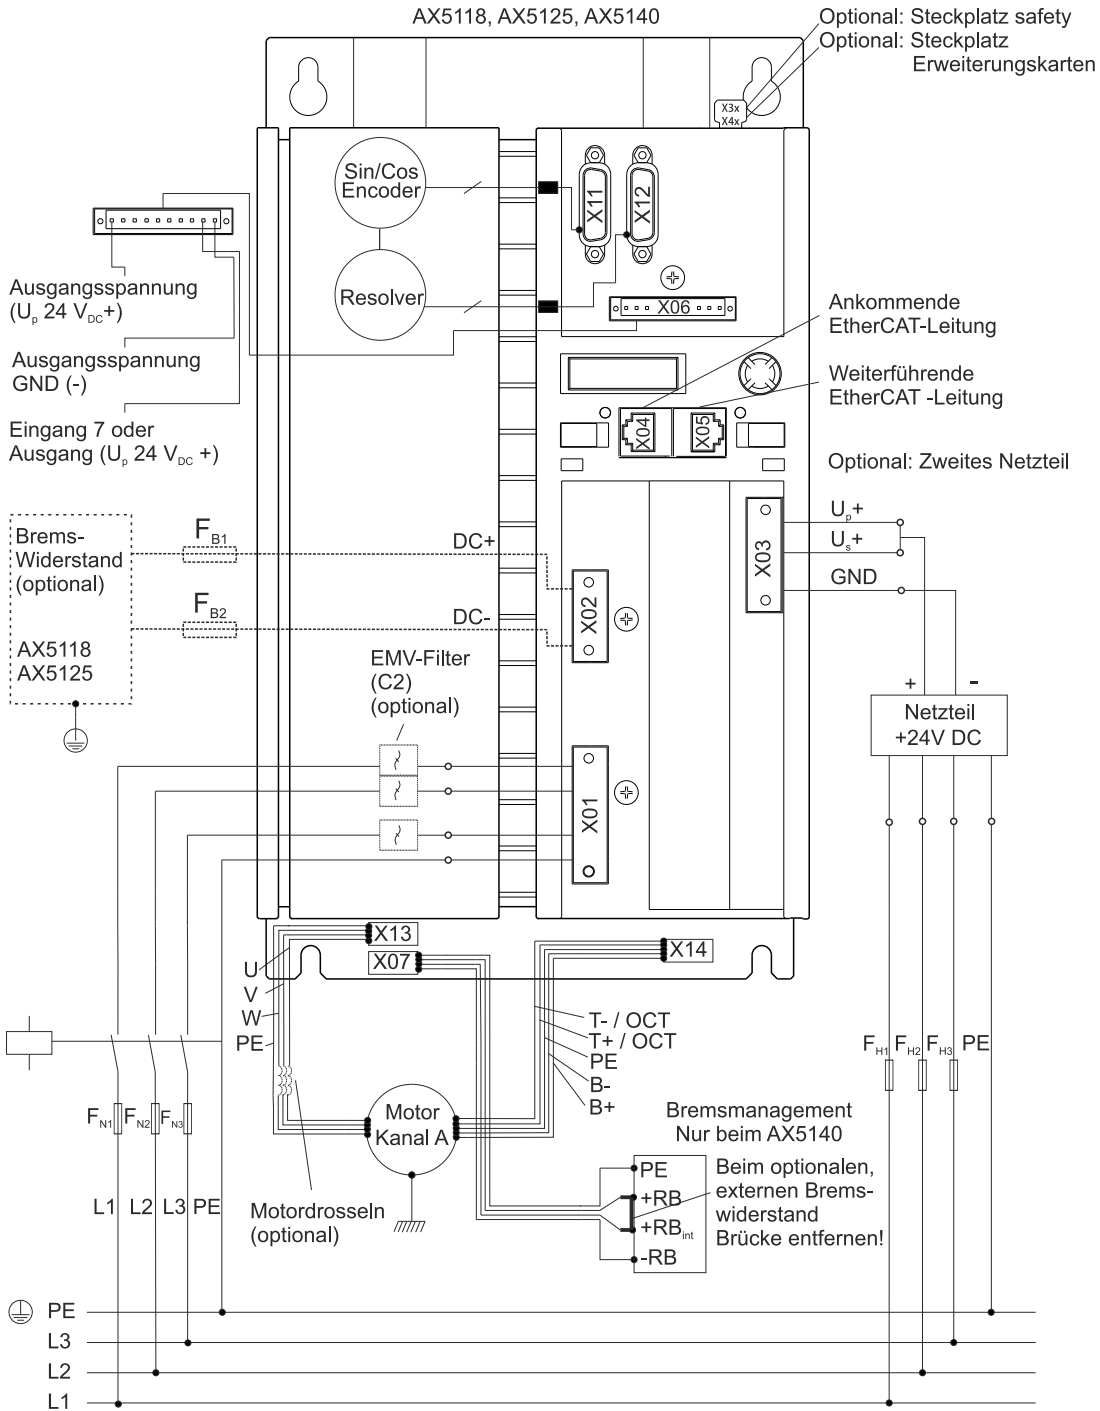 AX5118, AX5125, AX5140
Optional: Steckplatz safety
Optional: Steckplatz
Erweiterungskarten
X3x
X4x
Sin/Cos
Encoder
X11
X12
Resolver
X06
Ausgangsspannung
(Up 24 VDC+)
Ausgangsspannung
GND (-)
Eingang 7 oder
Ausgang (Up 24 VDC +)
Ankommende
EtherCAT-Leitung
Weiterführende
EtherCAT -Leitung
X04
X05
Optional: Zweites Netzteil
Brems-
Widerstand
(optional)
AX5118
AX5125
FB1
FB2
DC+
DC-
X02
X03
Up+
Us+
GND
EMV-Filter
(C2)
(optional)
X01
+
-
Netzteil
+24V DC
X13
X07
X14
U
V
W
PE
T- / OCT
T+ / OCT
PE
B-
B+
FH1
FH2
FH3
PE
FN1
FN2
FN3
Motor
Kanal A
Bremsmanagement
Nur beim AX5140
PE
+RB
+RBint
-RB
Beim optionalen,
externen Brems-
widerstand
Brücke entfernen!
L1
L2
L3
PE
Motordrosseln
(optional)
PE
L3
L2
L1